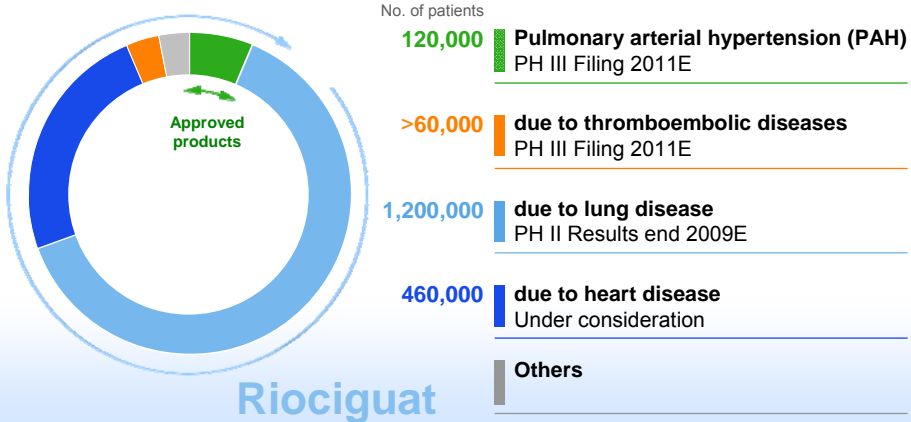 No. of patients
120,000 Pulmonary arterial hypertension (PAH)
PH III Filing 2011E
Approved
products
>60,000 due to thromboembolic diseases
PH III Filing 2011E
1,200,000 due to lung disease
PH II Results end 2009E
460,000 due to heart disease
Under consideration
Others
Riociguat